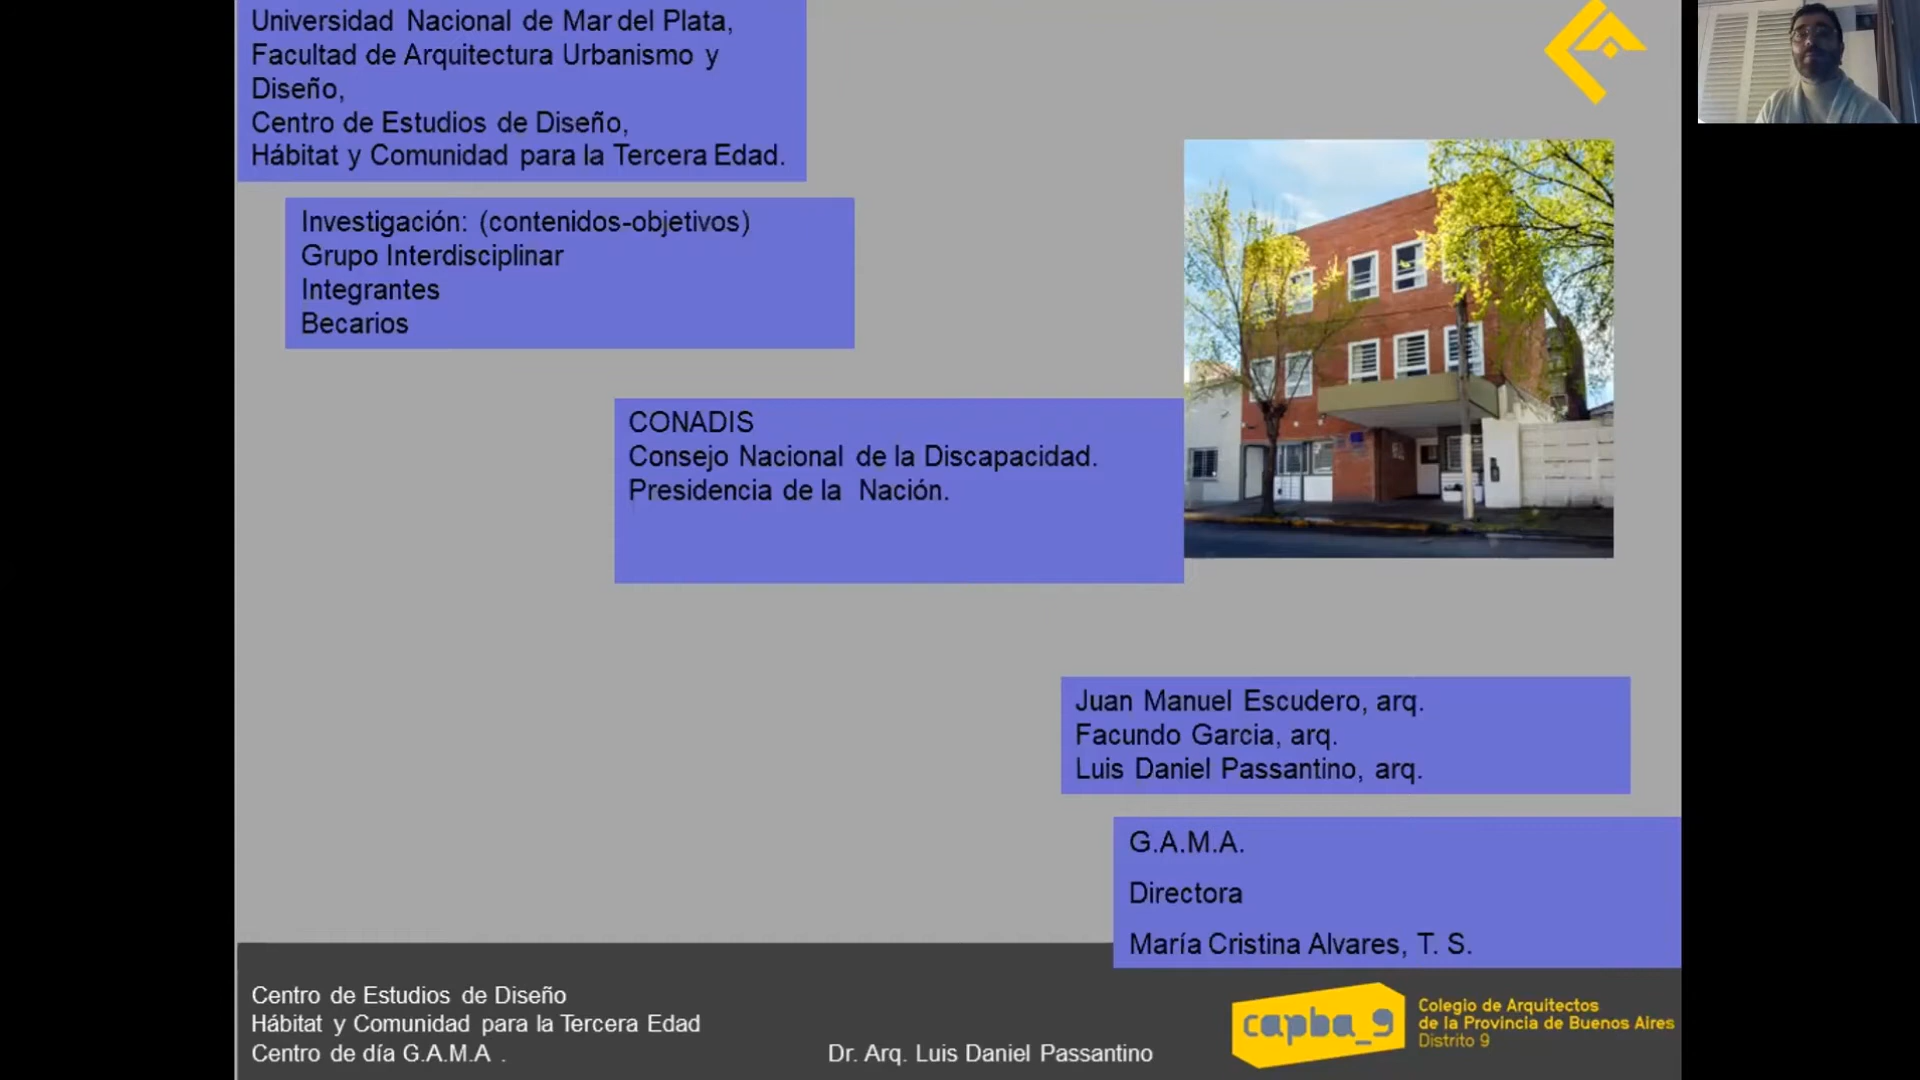 Universidad Nacional de Mar del Plata,
Facultad de Arquitectura Urbanismo y
Diseño,
Centro de Estudios de Diseño,
Hábitat y Comunidad para la Tercera Edad.
Investigación: (contenidos-objetivos)
Grupo Interdisciplinar
Integrantes
Becarios
CONADIS
Consejo Nacional de la Discapacidad.
Presidencia de la Nación.
Juan Manuel Escudero, arq.
Facundo Garcia, arq.
Luis Daniel Passantino, arq.
G.A.M.A.
Directora
María Cristina Alvares, T. S.
Centro de Estudios de Diseño
Hábitat y Comunidad para la Tercera Edad
Centro de día G.A.M.A .
Dr. Arq. Luis Daniel Passantino
capba_9
Colegio de Arquitectos
de la Provincia de Buenos Aires
Distrito 9